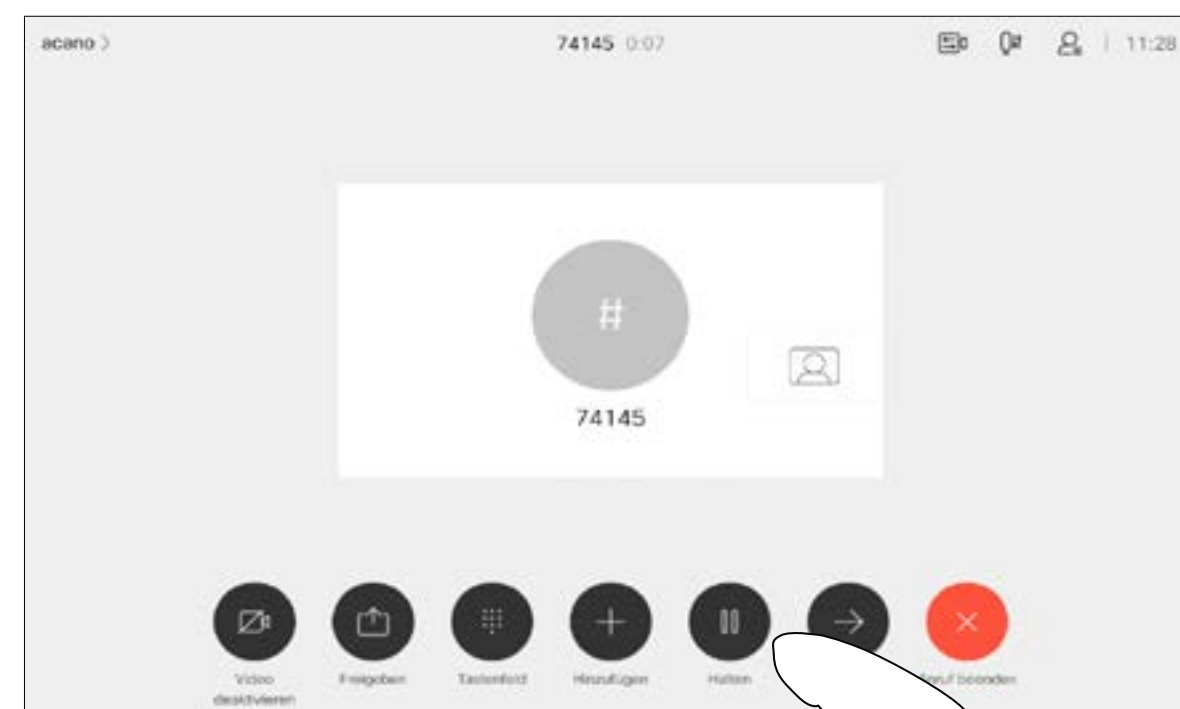 acano
74145 0:07
11:28
#
74145
Video
deaktivieren
Freigeben
Tastenfeld
Hinzufügen
Halten
Anruf beenden